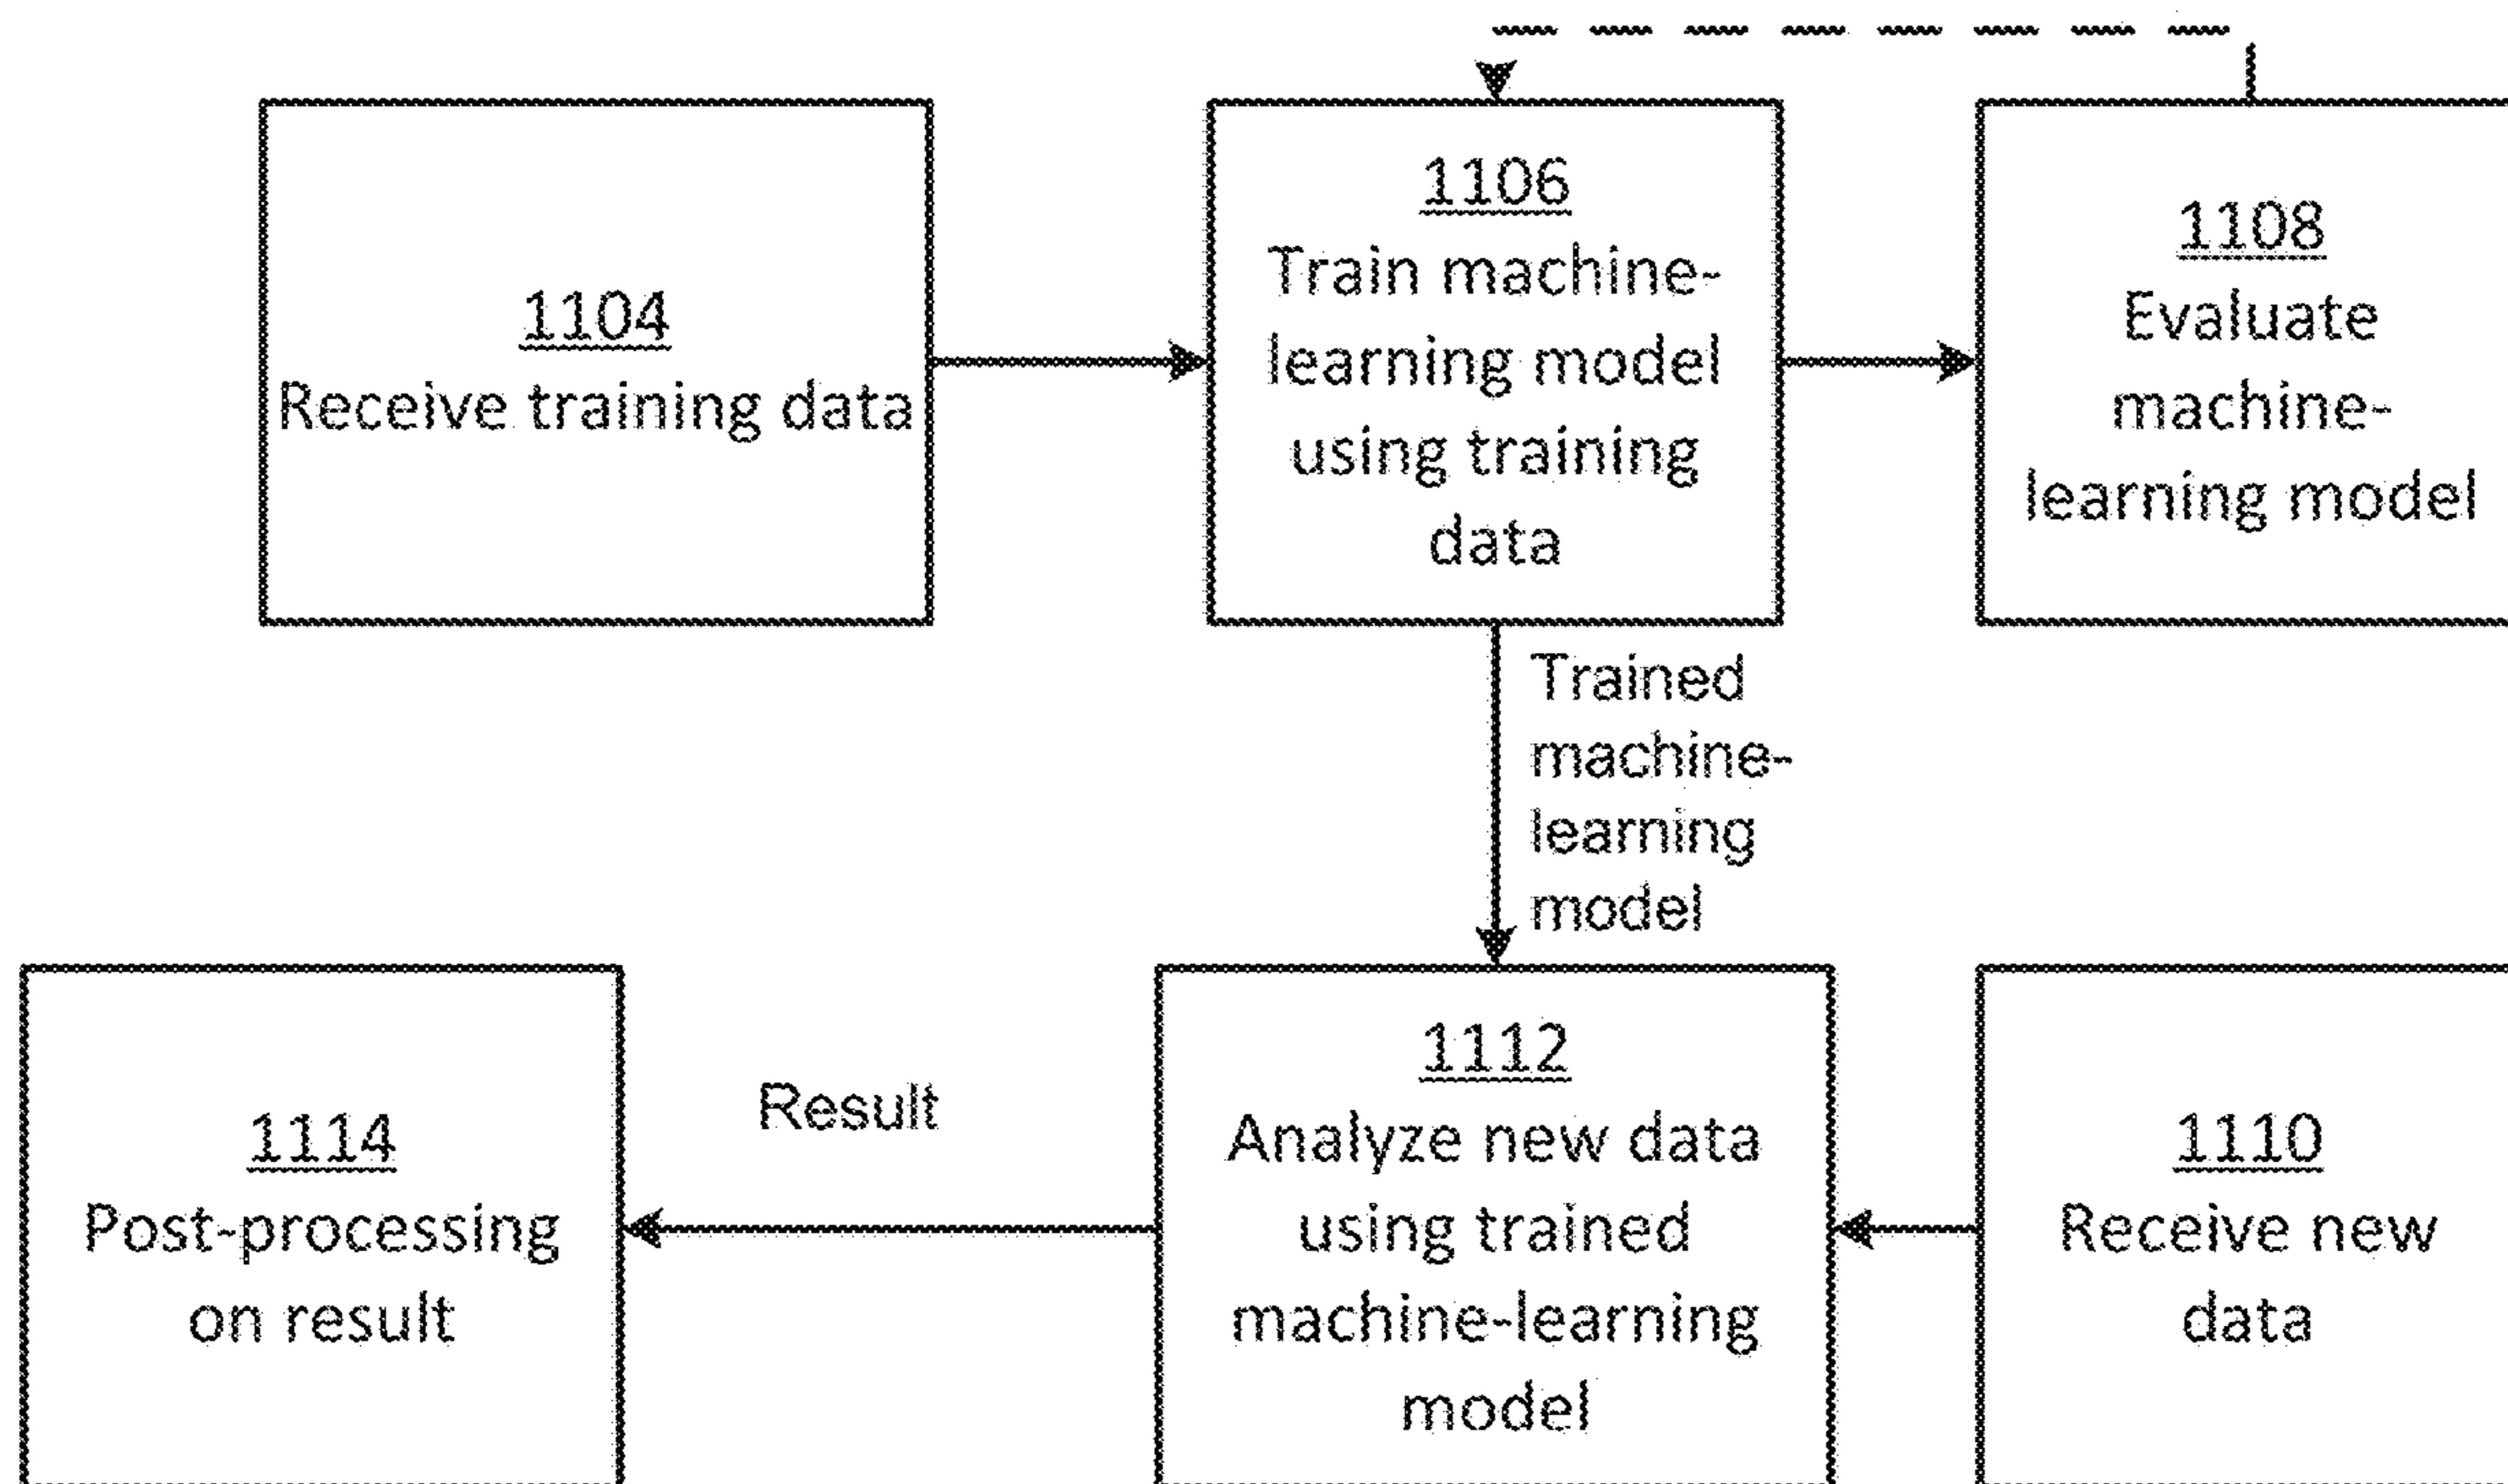 1104
Receive training data
1106
Train machine-
learning model
using training
data
1108
Evaluate
machine-
learning model
Trained
machine-
learning
model
1114
Post-processing
on result
Result
1112
Analyze new data
using trained
machine-learning
model
1110
Receive new
data